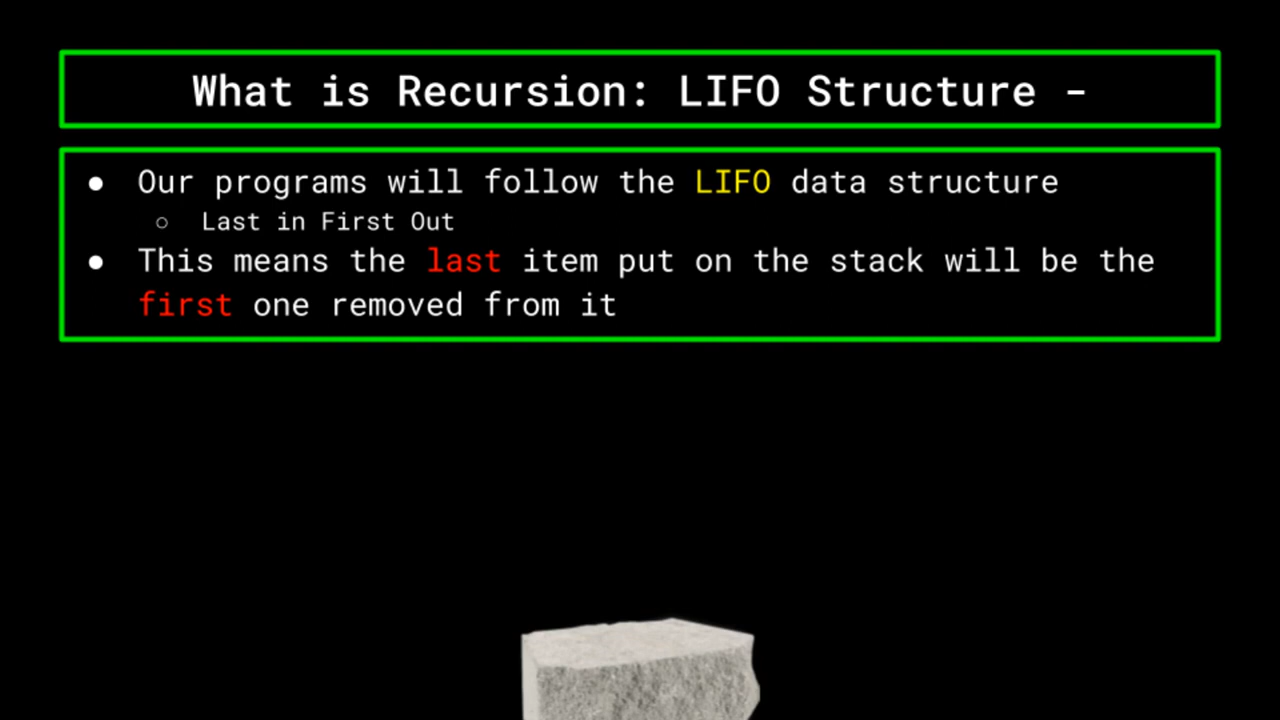 What is Recursion: LIFO Structure -
● Our programs will follow the LIFO data structure
○ Last in First Out
● This means the last item put on the stack will be the
first one removed from it